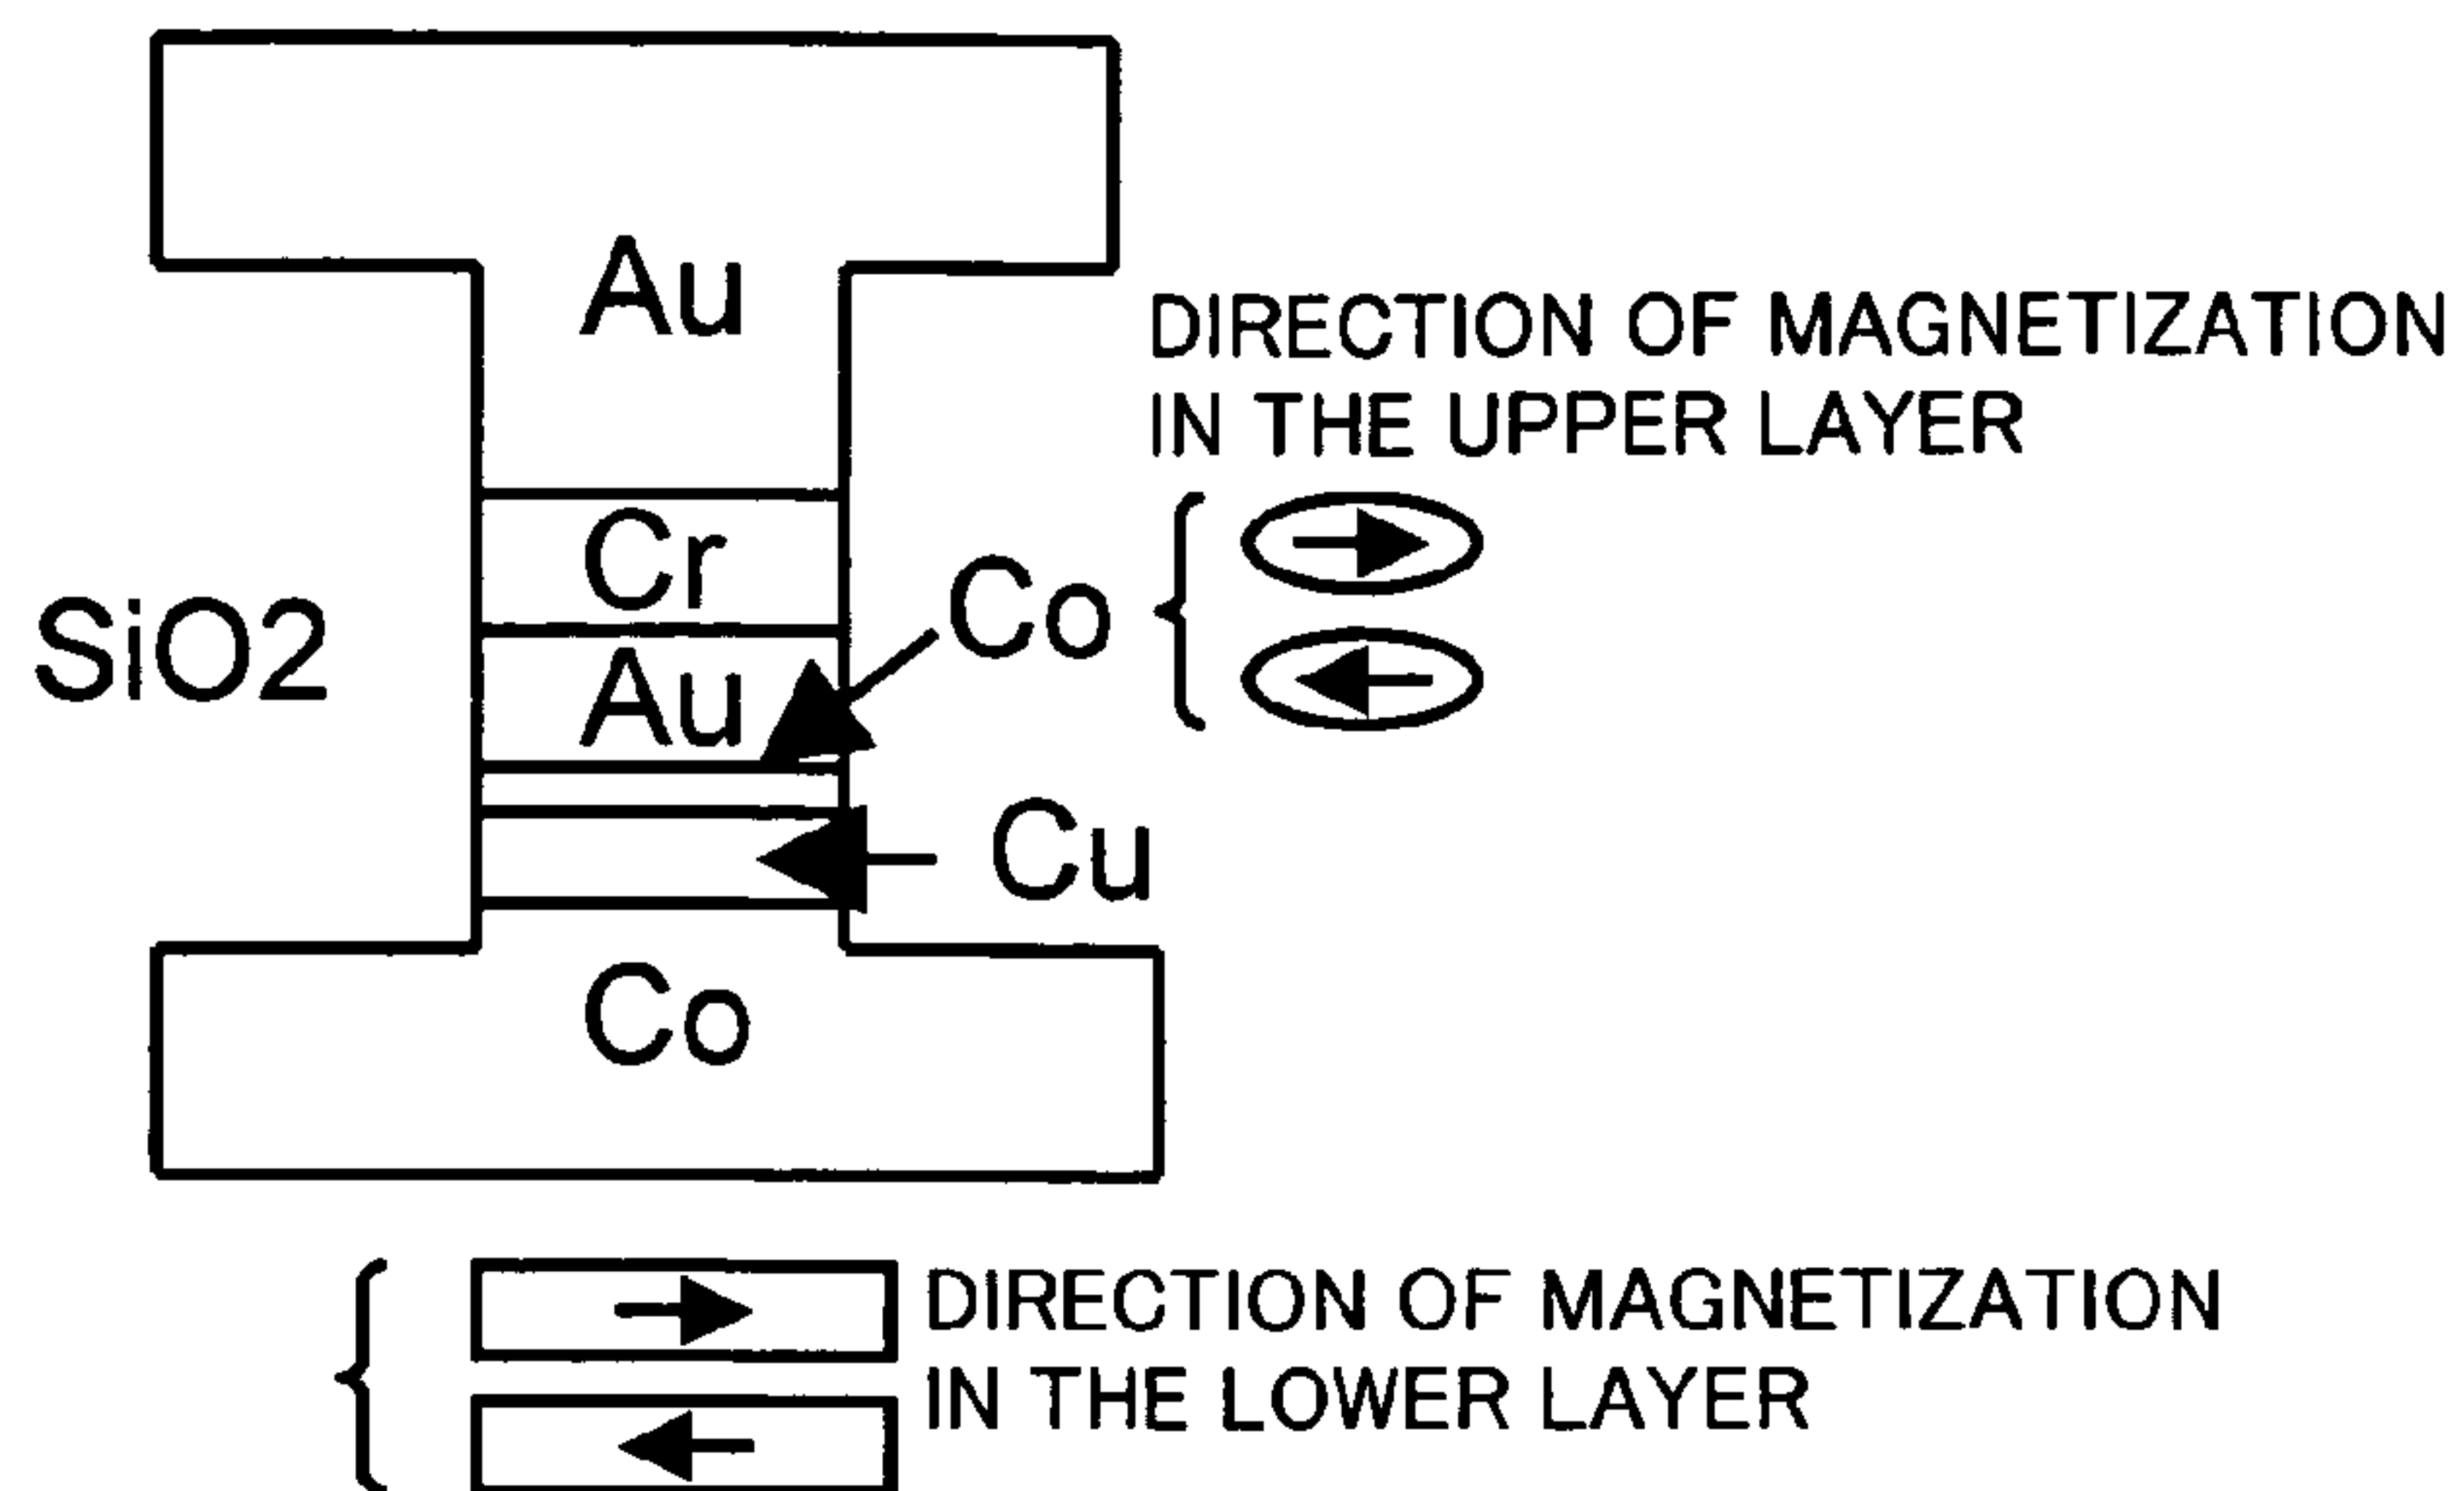 Au
DIRECTION OF MAGNETIZATION
IN THE UPPER LAYER
Cr
Co
SiO2
Au
Cu
Co
DIRECTION OF MAGNETIZATION
IN THE LOWER LAYER